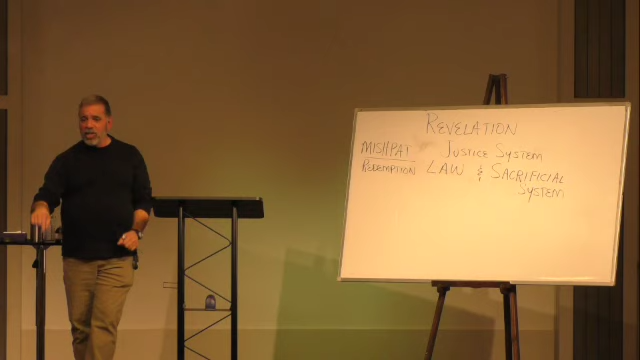 REVELATION
MISHPAT JUSTICE SYSTEM
REDEMPTION LAW & SACRIFICIAL
SYSTEM